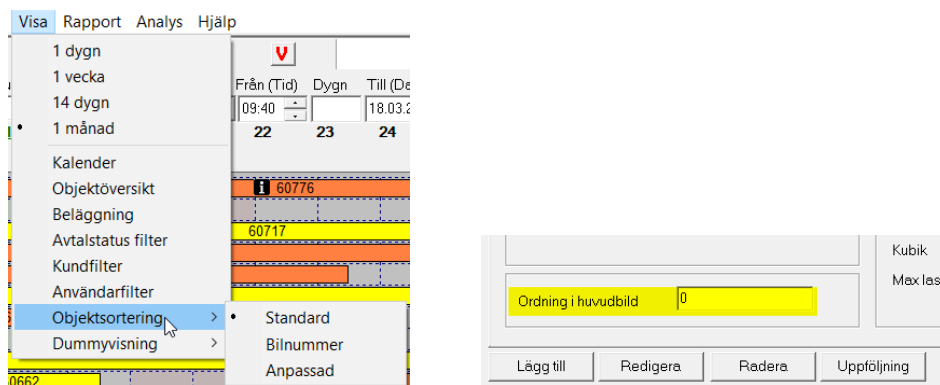 Visa Rapport Analys Hjälp
1 dygn
1 vecka
14 dygn
1 månad
Kalender
Objektöversikt
Beläggning
Avtalstatus filter
Kundfilter
Användarfilter
Objektsortering
Dummyvisning
Standard
Bilnummer
Anpassad
V
Från (Tid) Dygn Till (Da
09:40 18.03.2
22 23 24
i 60776
60717
0662
Kubik
Max las
Ordning i huvudbild 0
Lägg till Redigera Radera Uppföljning